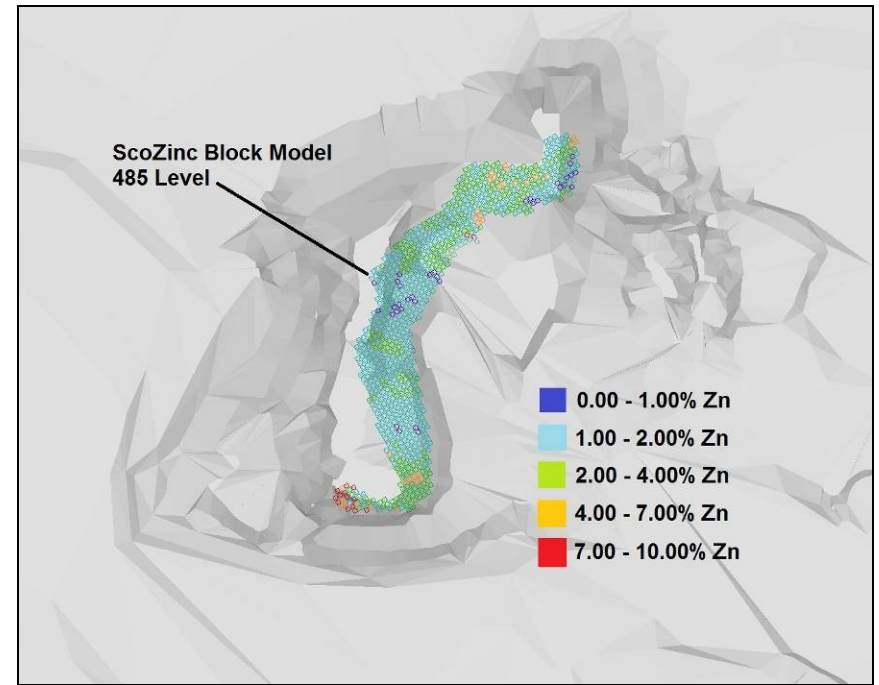 ScoZinc Block Model
485 Level
0.00 - 1.00% Zn
1.00 - 2.00% Zn
2.00 - 4.00% Zn
4.00 - 7.00% Zn
7.00 - 10.00% Zn